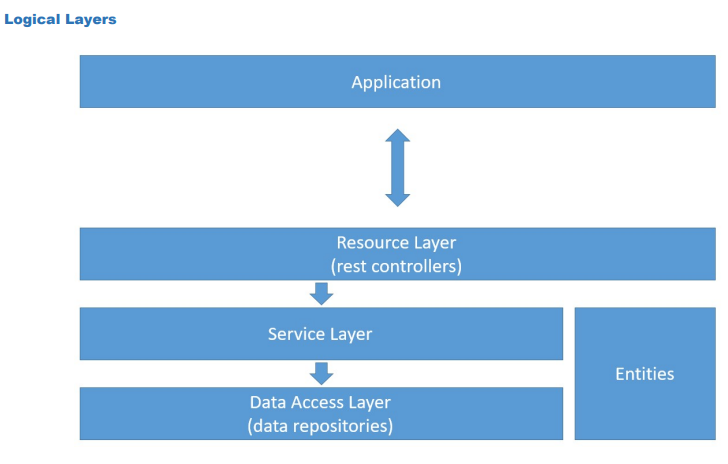 Logical Layers
Application
Resource Layer
(rest controllers)
Service Layer
Entities
Data Access Layer
(data repositories)